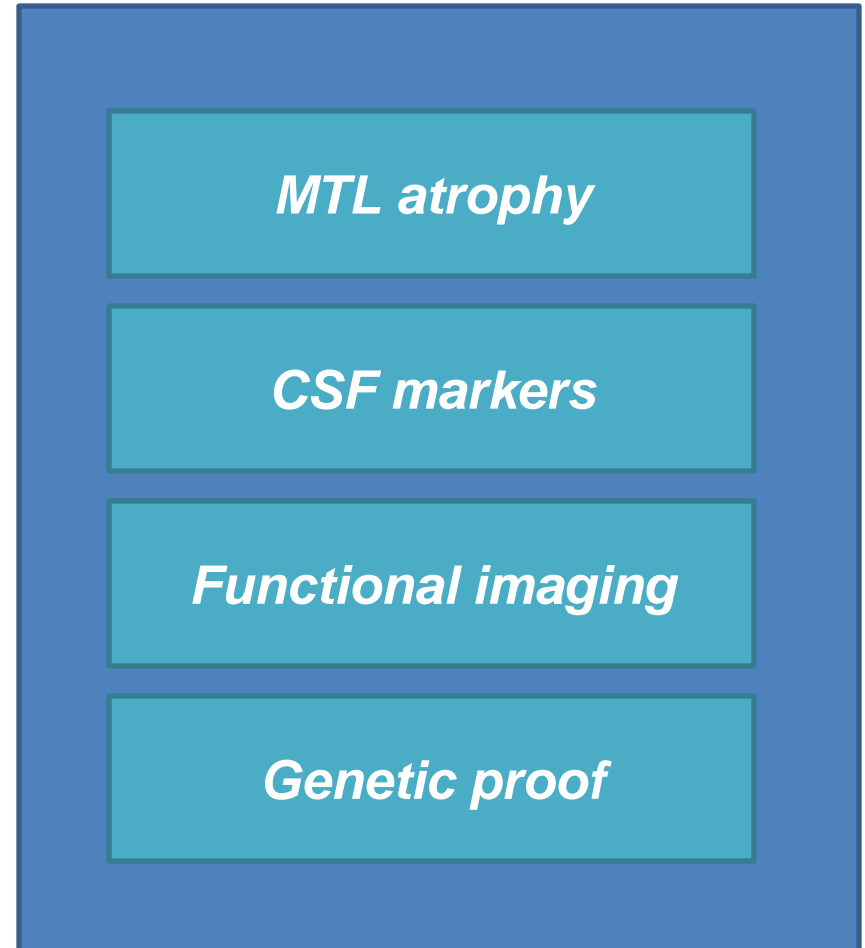 MTL atrophy
CSF markers
Functional imaging
Genetic proof